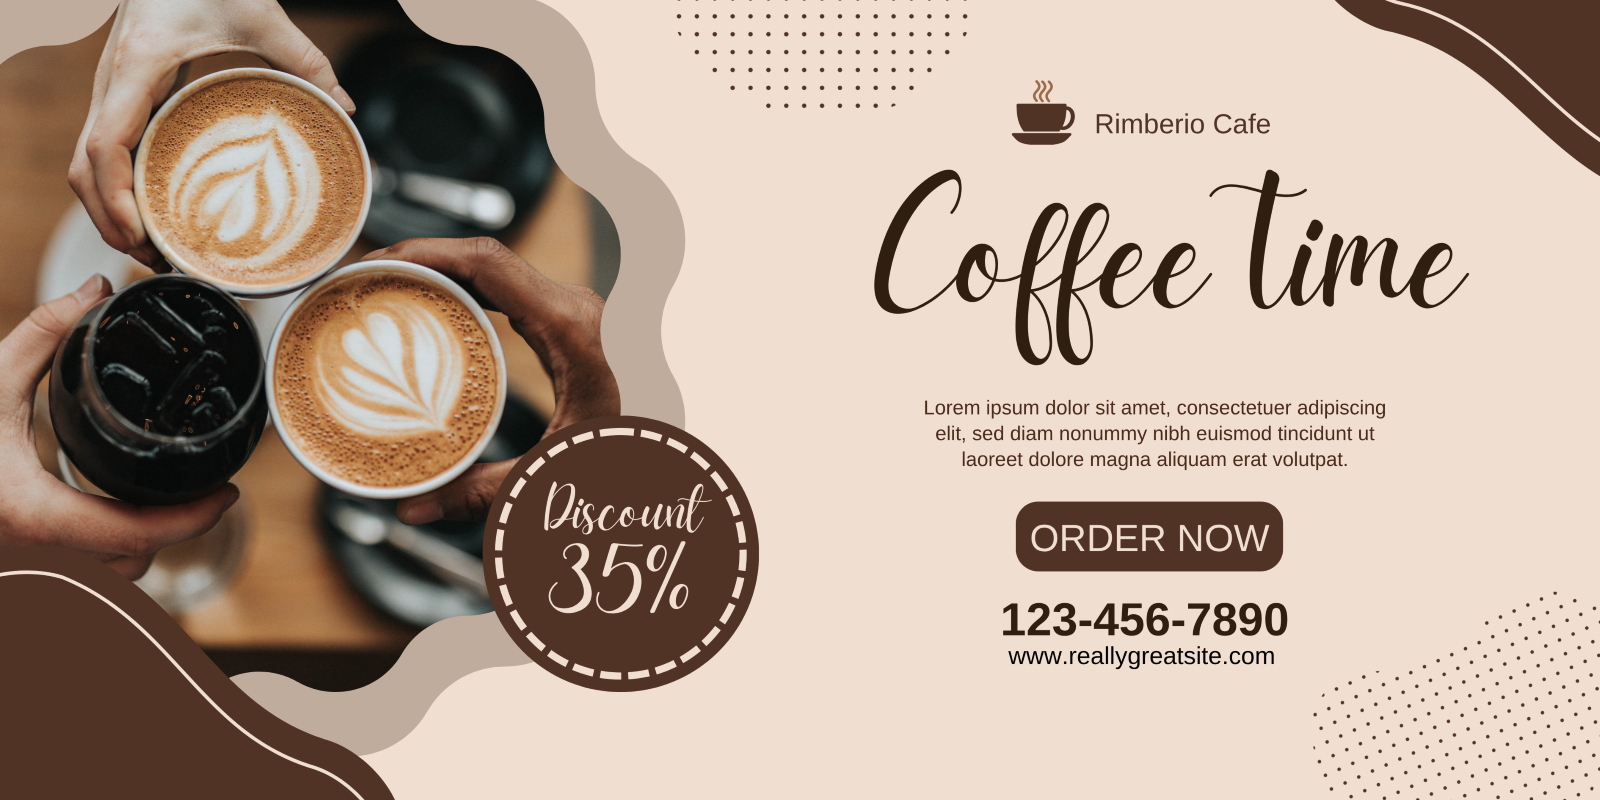 Rimberio Cafe
Coffee time
Lorem ipsum dolor sit amet, consectetuer adipiscing
elit, sed diam nonummy nibh euismod tincidunt ut
laoreet dolore magna aliquam erat volutpat.
ORDER NOW
123-456-7890
www.reallygreatsite.com
Discount
35%